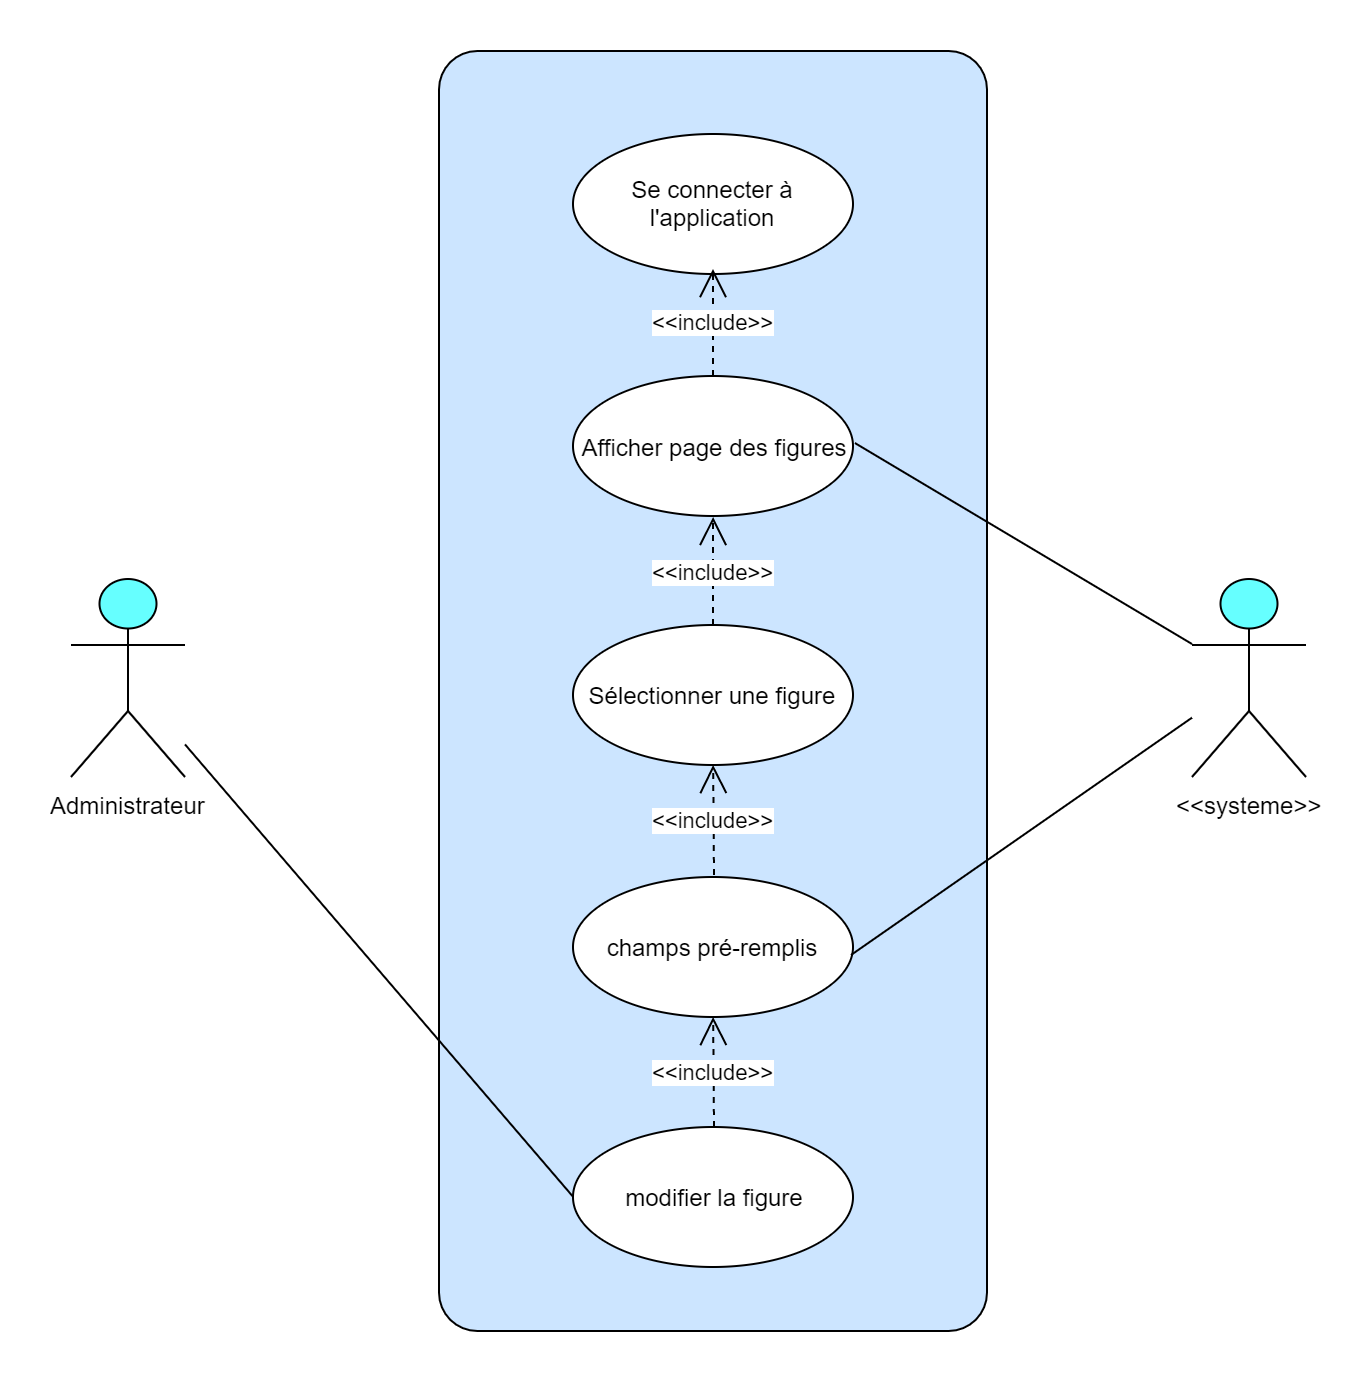 Se connecter à
l'application
<<include>>
Afficher page des figures
<<include>>
Sélectionner une figure
<<include>>
Administrateur
<<systeme>>
champs pré-remplis
<<include>>
modifier la figure